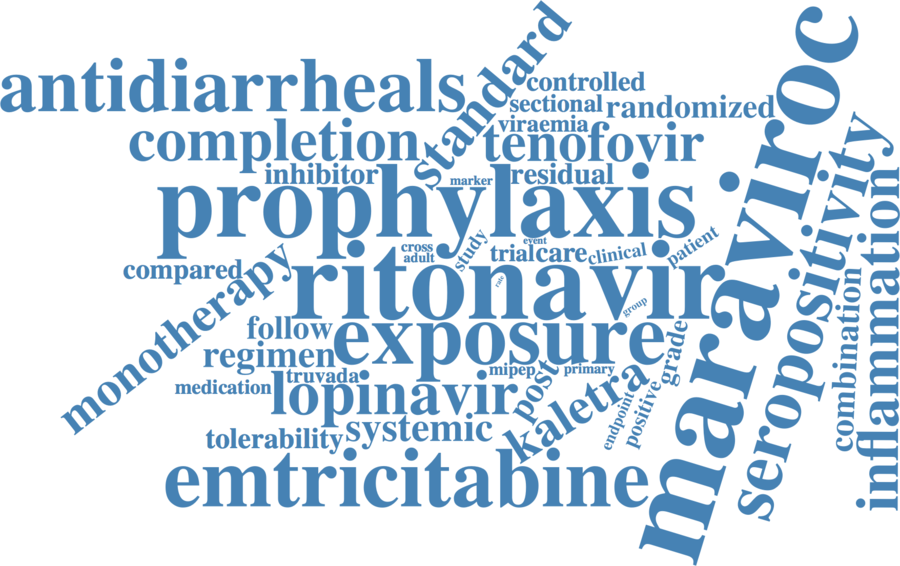 standard
maraviroc
antidiarrheals
controlled
sectional
randomized
viraemia
completion
tenofovir
seropositivity
inhibitor
marker
residual
prophylaxis
inflammation
cross
adult
study
event
trial
care
clinical
patient
compared
monotherapy
ritonavir
rate
group
combination
follow
exposure
regimen
grade
truvada
mipep
primary
medication
lopinavir
post
kaletra
positive
endpoint
tolerability
systemic
emtricitabine